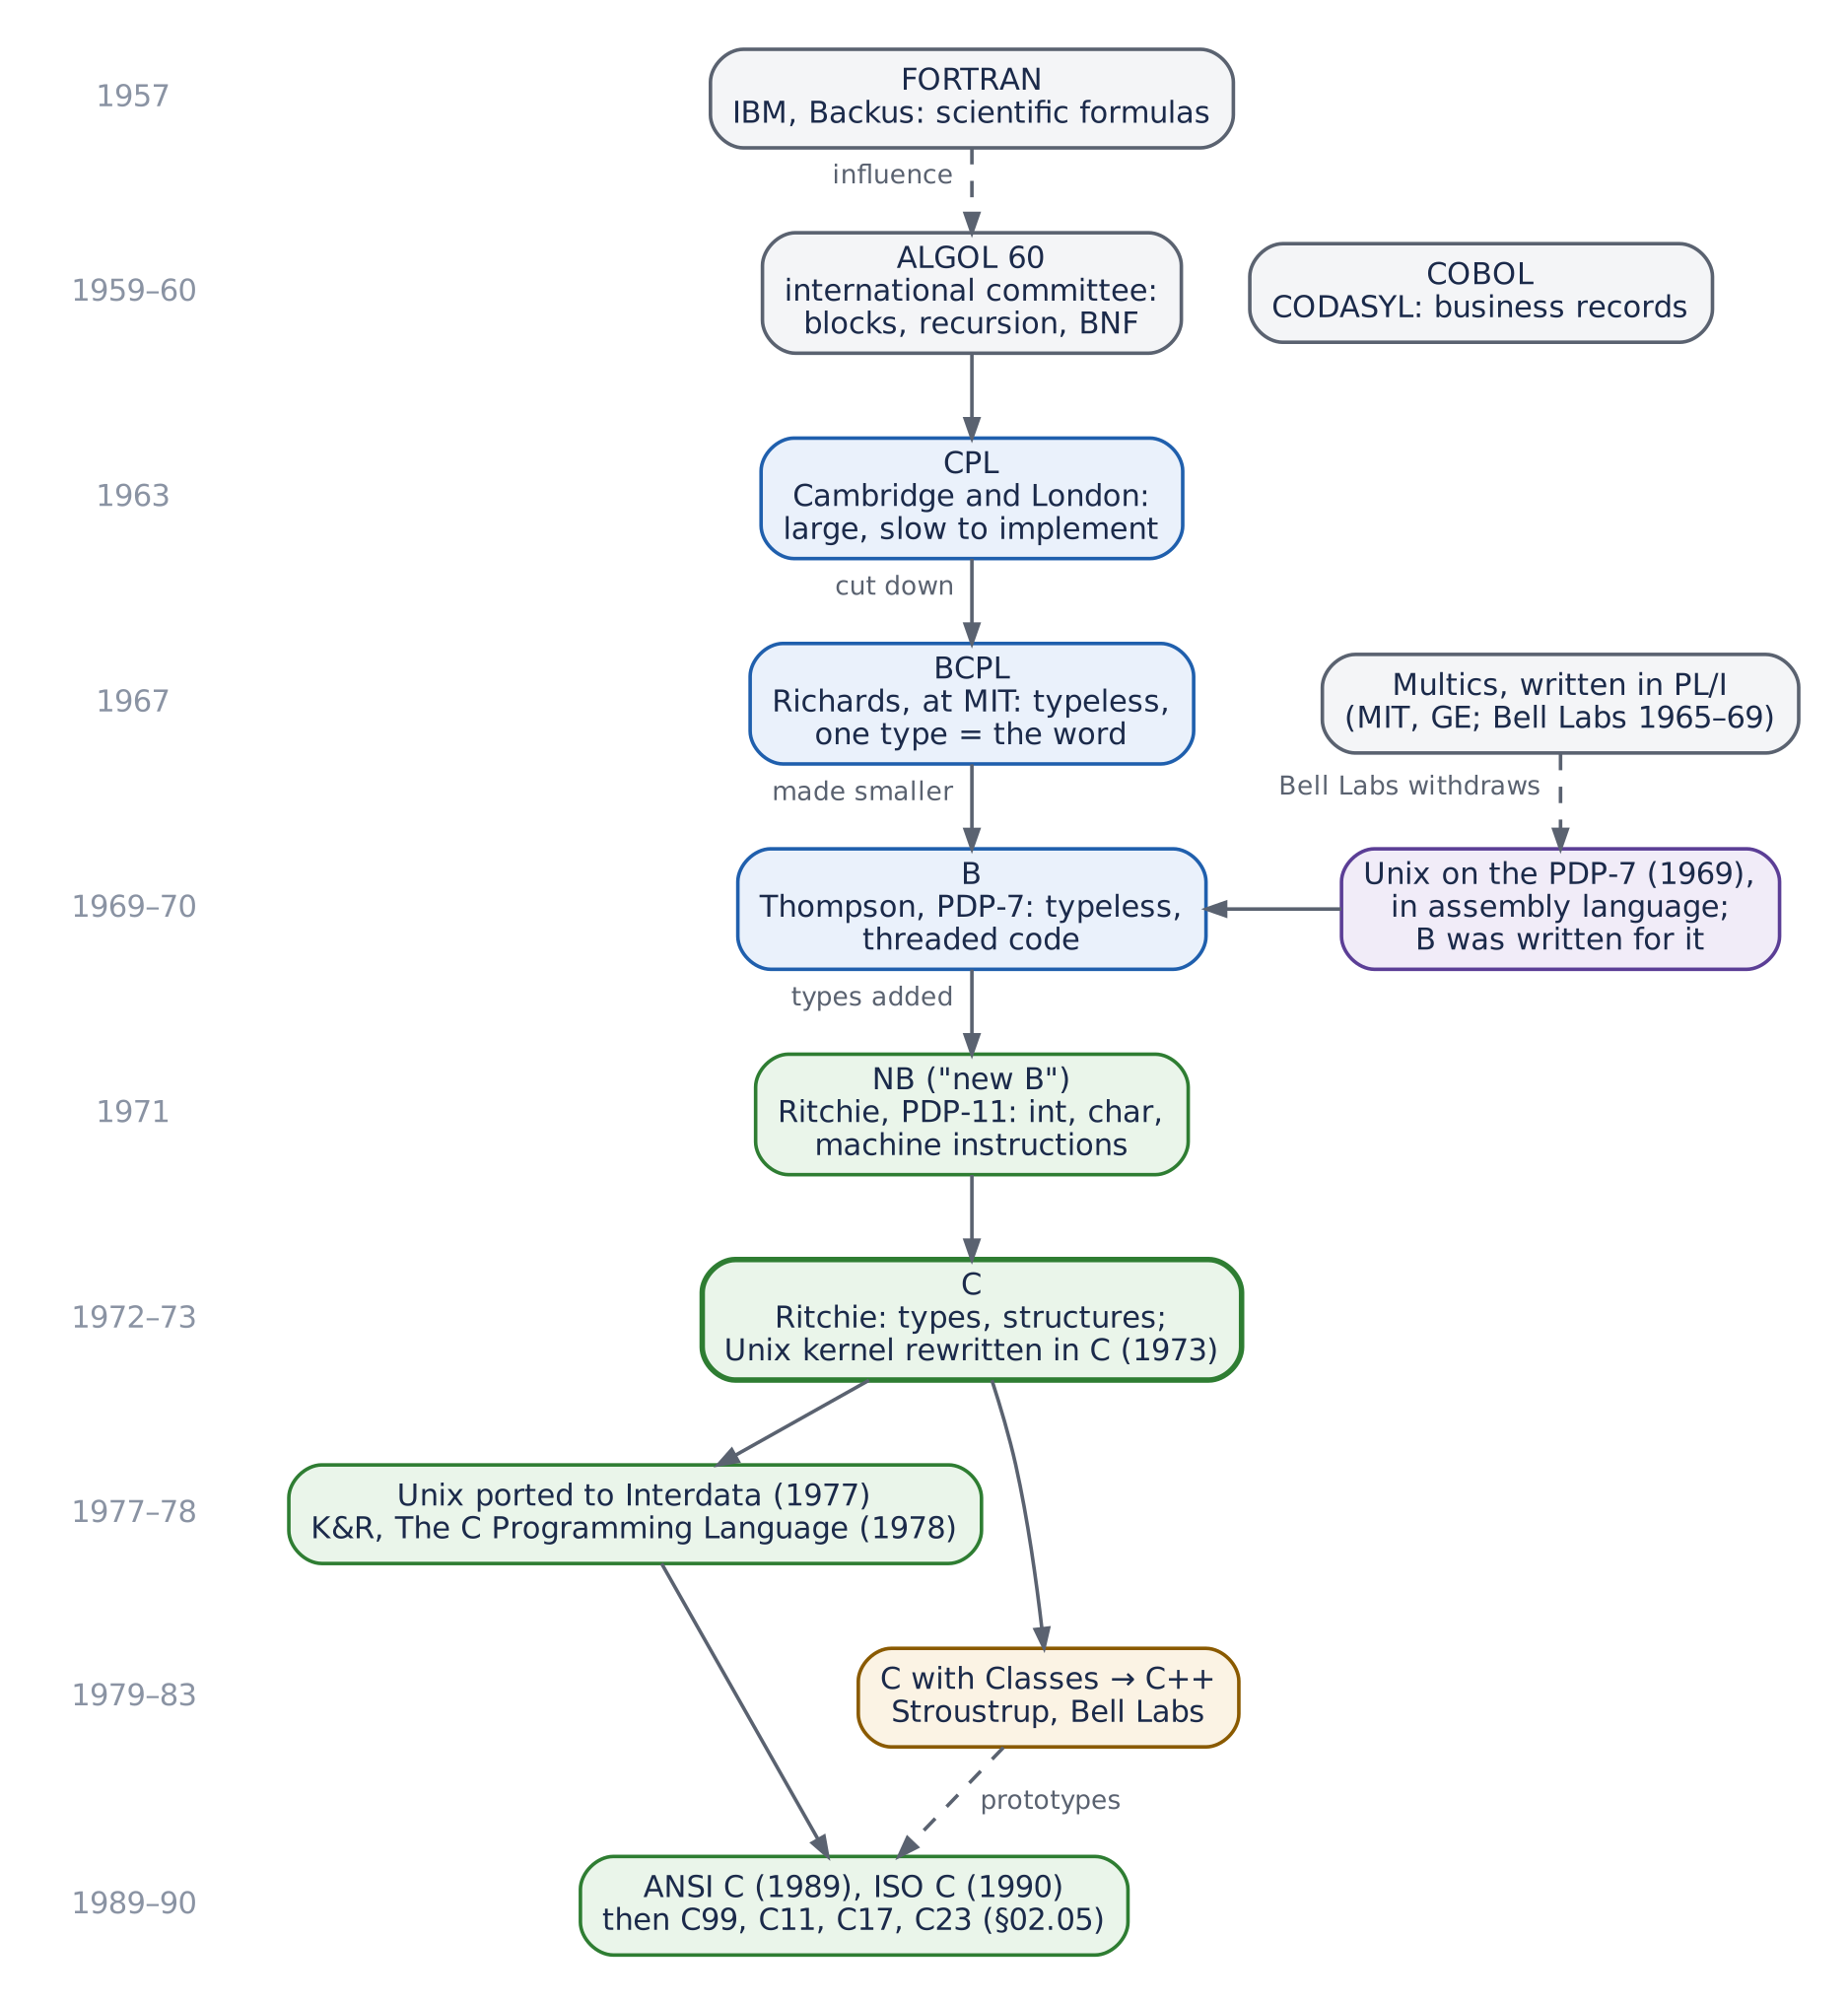 1957
FORTRAN
IBM, Backus: scientific formulas
influence
1959–60
ALGOL 60
international committee:
blocks, recursion, BNF
COBOL
CODASYL: business records
1963
CPL
Cambridge and London:
large, slow to implement
cut down
1967
BCPL
Richards, at MIT: typeless,
one type = the word
Multics, written in PL/I
(MIT, GE; Bell Labs 1965–69)
made smaller
Bell Labs withdraws
1969–70
B
Thompson, PDP-7: typeless,
threaded code
Unix on the PDP-7 (1969),
in assembly language;
B was written for it
types added
1971
NB ("new B")
Ritchie, PDP-11: int, char,
machine instructions
1972–73
C
Ritchie: types, structures;
Unix kernel rewritten in C (1973)
1977–78
Unix ported to Interdata (1977)
K&R, The C Programming Language (1978)
1979–83
C with Classes → C++
Stroustrup, Bell Labs
prototypes
1989–90
ANSI C (1989), ISO C (1990)
then C99, C11, C17, C23 (§02.05)